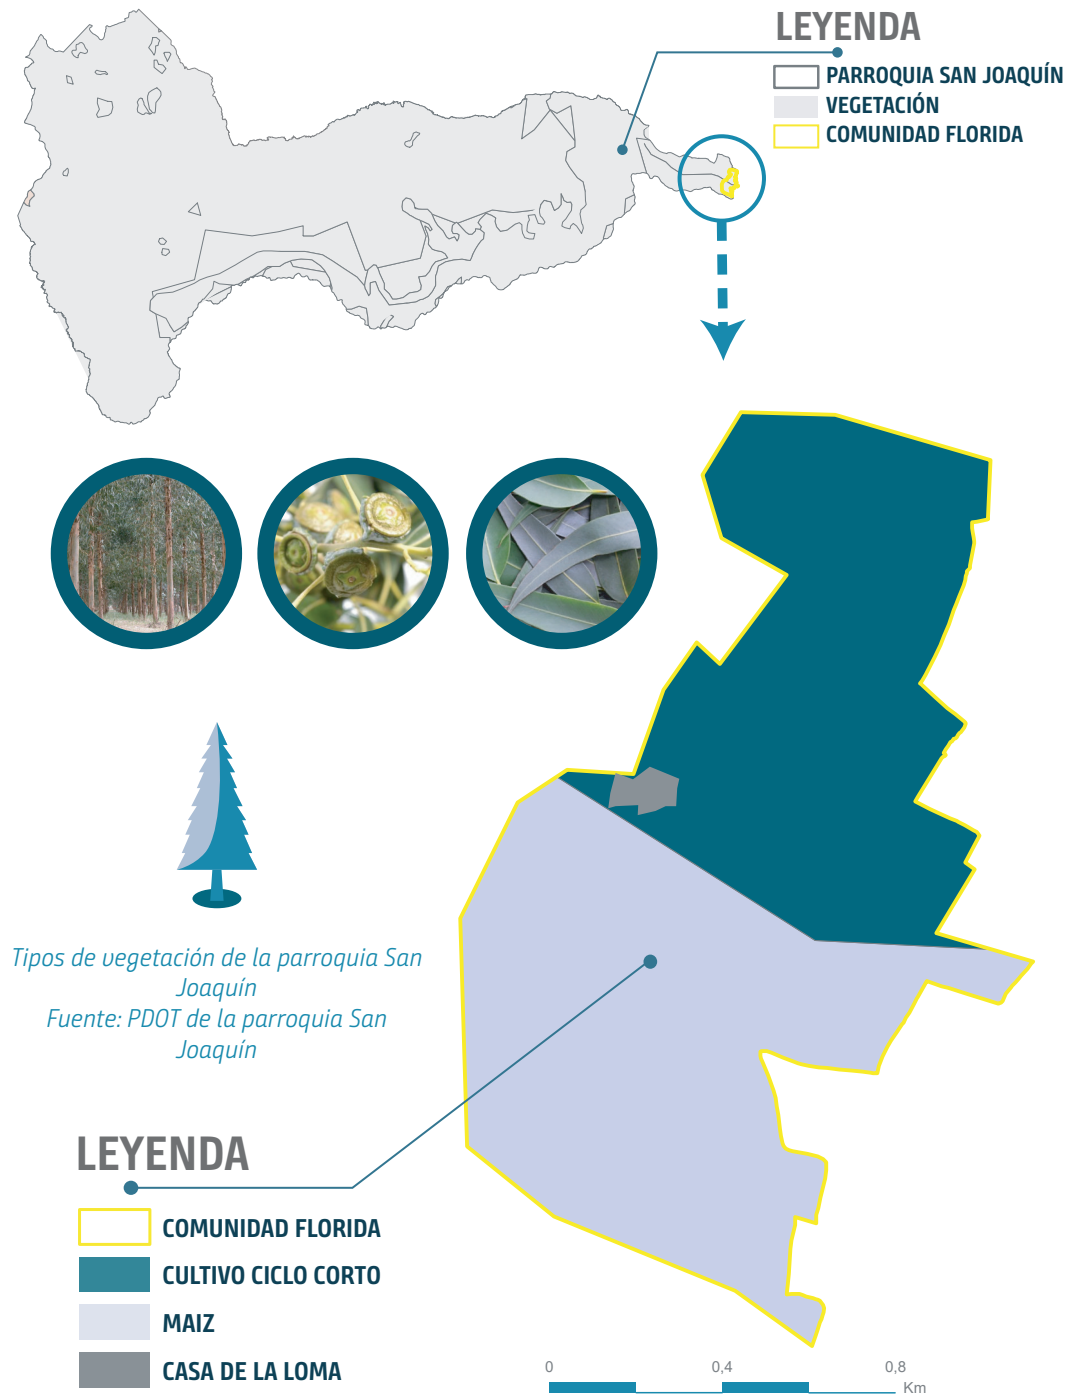 LEYENDA
PARROQUIA SAN JOAQUÍN
VEGETACIÓN
COMUNIDAD FLORIDA
Tipos de vegetación de la parroquia San
Joaquín
Fuente: PDOT de la parroquia San
Joaquín
LEYENDA
COMUNIDAD FLORIDA
CULTIVO CICLO CORTO
MAIZ
CASA DE LA LOMA
0 0,4 0,8
Km